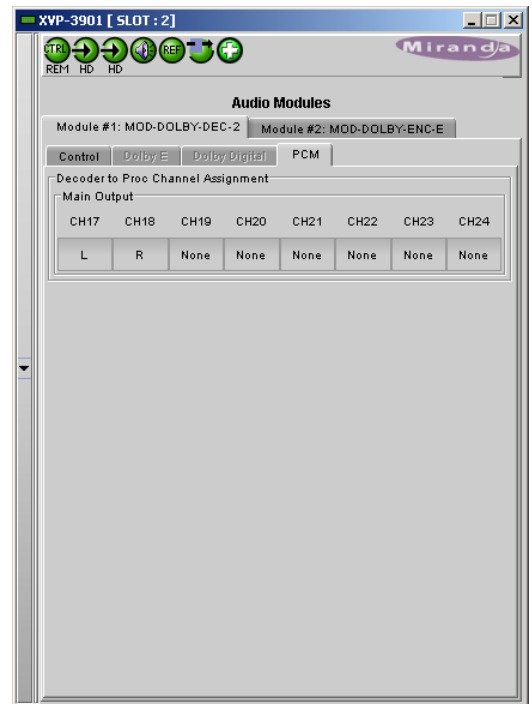 XVP-3901 [ SLOT : 2]
CTRL REF
REM HD HD
Miranda
Audio Modules
Module #1: MOD-DOLBY-DEC-2 Module #2: MOD-DOLBY-ENC-E
Control Dolby E Dolby Digital PCM
Decoder to Proc Channel Assignment
Main Output
CH17 CH18 CH19 CH20 CH21 CH22 CH23 CH24
L R None None None None None None